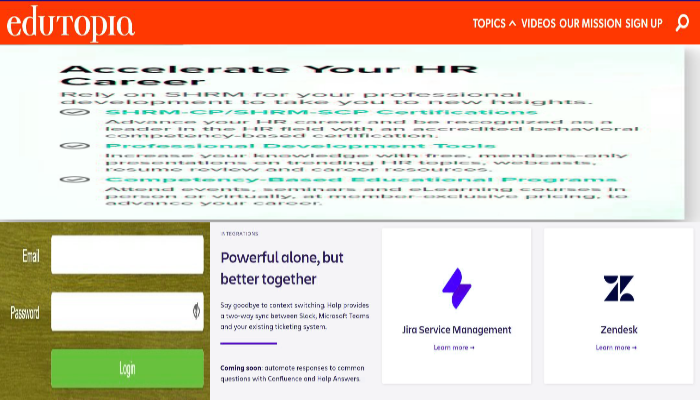 edUTOPIA
TOPICS VIDEOS OUR MISSION SIGN UP
Accelerate Your HR
Career
Rely on SHRM for your professional
development to take you to new heights.
SHRM-CP/SHRM-SCP Certifications
Advance your HR career and be recognized as a
leader in the HR field with an accredited behavioral
competency-based certification.
Professional Development Tools
Increase your knowledge with free, members-only
presentations on trending HR topics, webcasts,
resume review and career resources.
Competency-Based Educational Programs
Attend events, seminars and eLearning courses in
person or virtually, at member-exclusive pricing, to
advance your career.
Email
Password
Login
INTEGRATIONS
Powerful alone, but
better together
Say goodbye to context switching. Halp provides
a two-way sync between Slack, Microsoft Teams
and your existing ticketing system.
Coming soon: automate responses to common
questions with Confluence and Halp Answers.
Jira Service Management
Learn more →
Zendesk
Learn more →